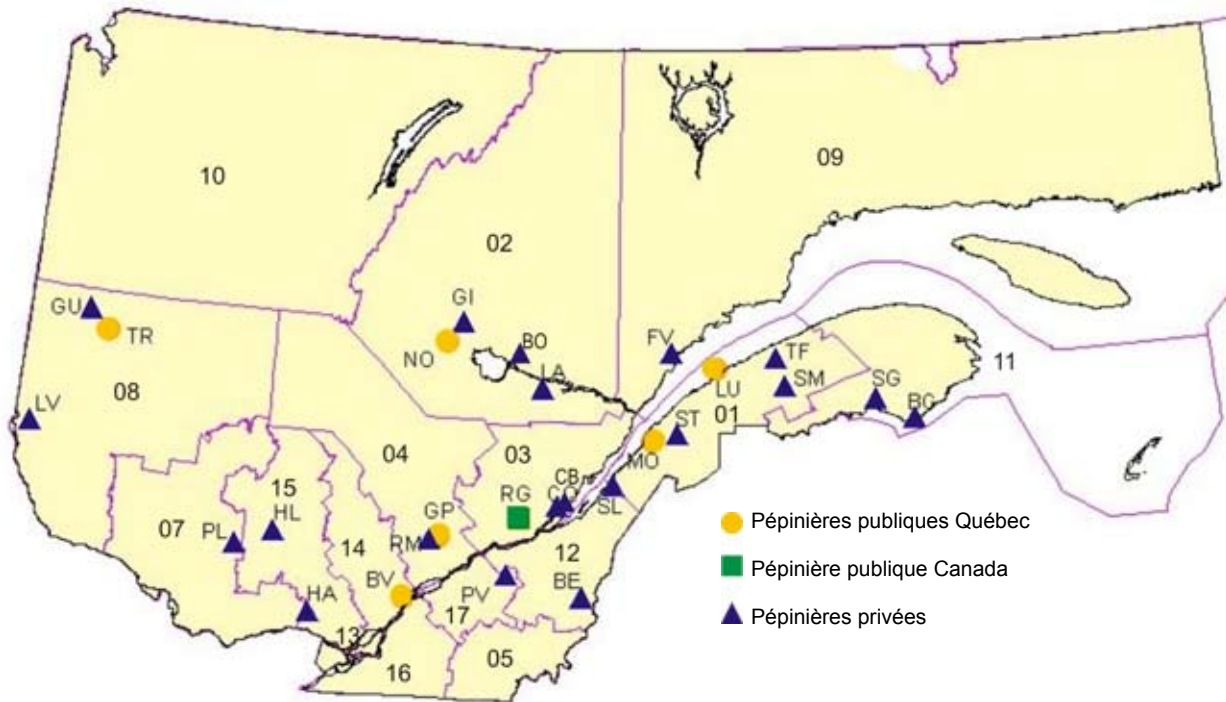 10
09
02
GU
TR
GI
NO
BO
LA
FV
LU
TF
SM
SG
BC
11
LV
08
01
ST
MO
04
03
CB
CO
SL
RG
15
HL
07
PL
GP
RM
14
12
BV
PV
BE
HA
17
13
16
05
Pépinières publiques Québec
Pépinière publique Canada
Pépinières privées